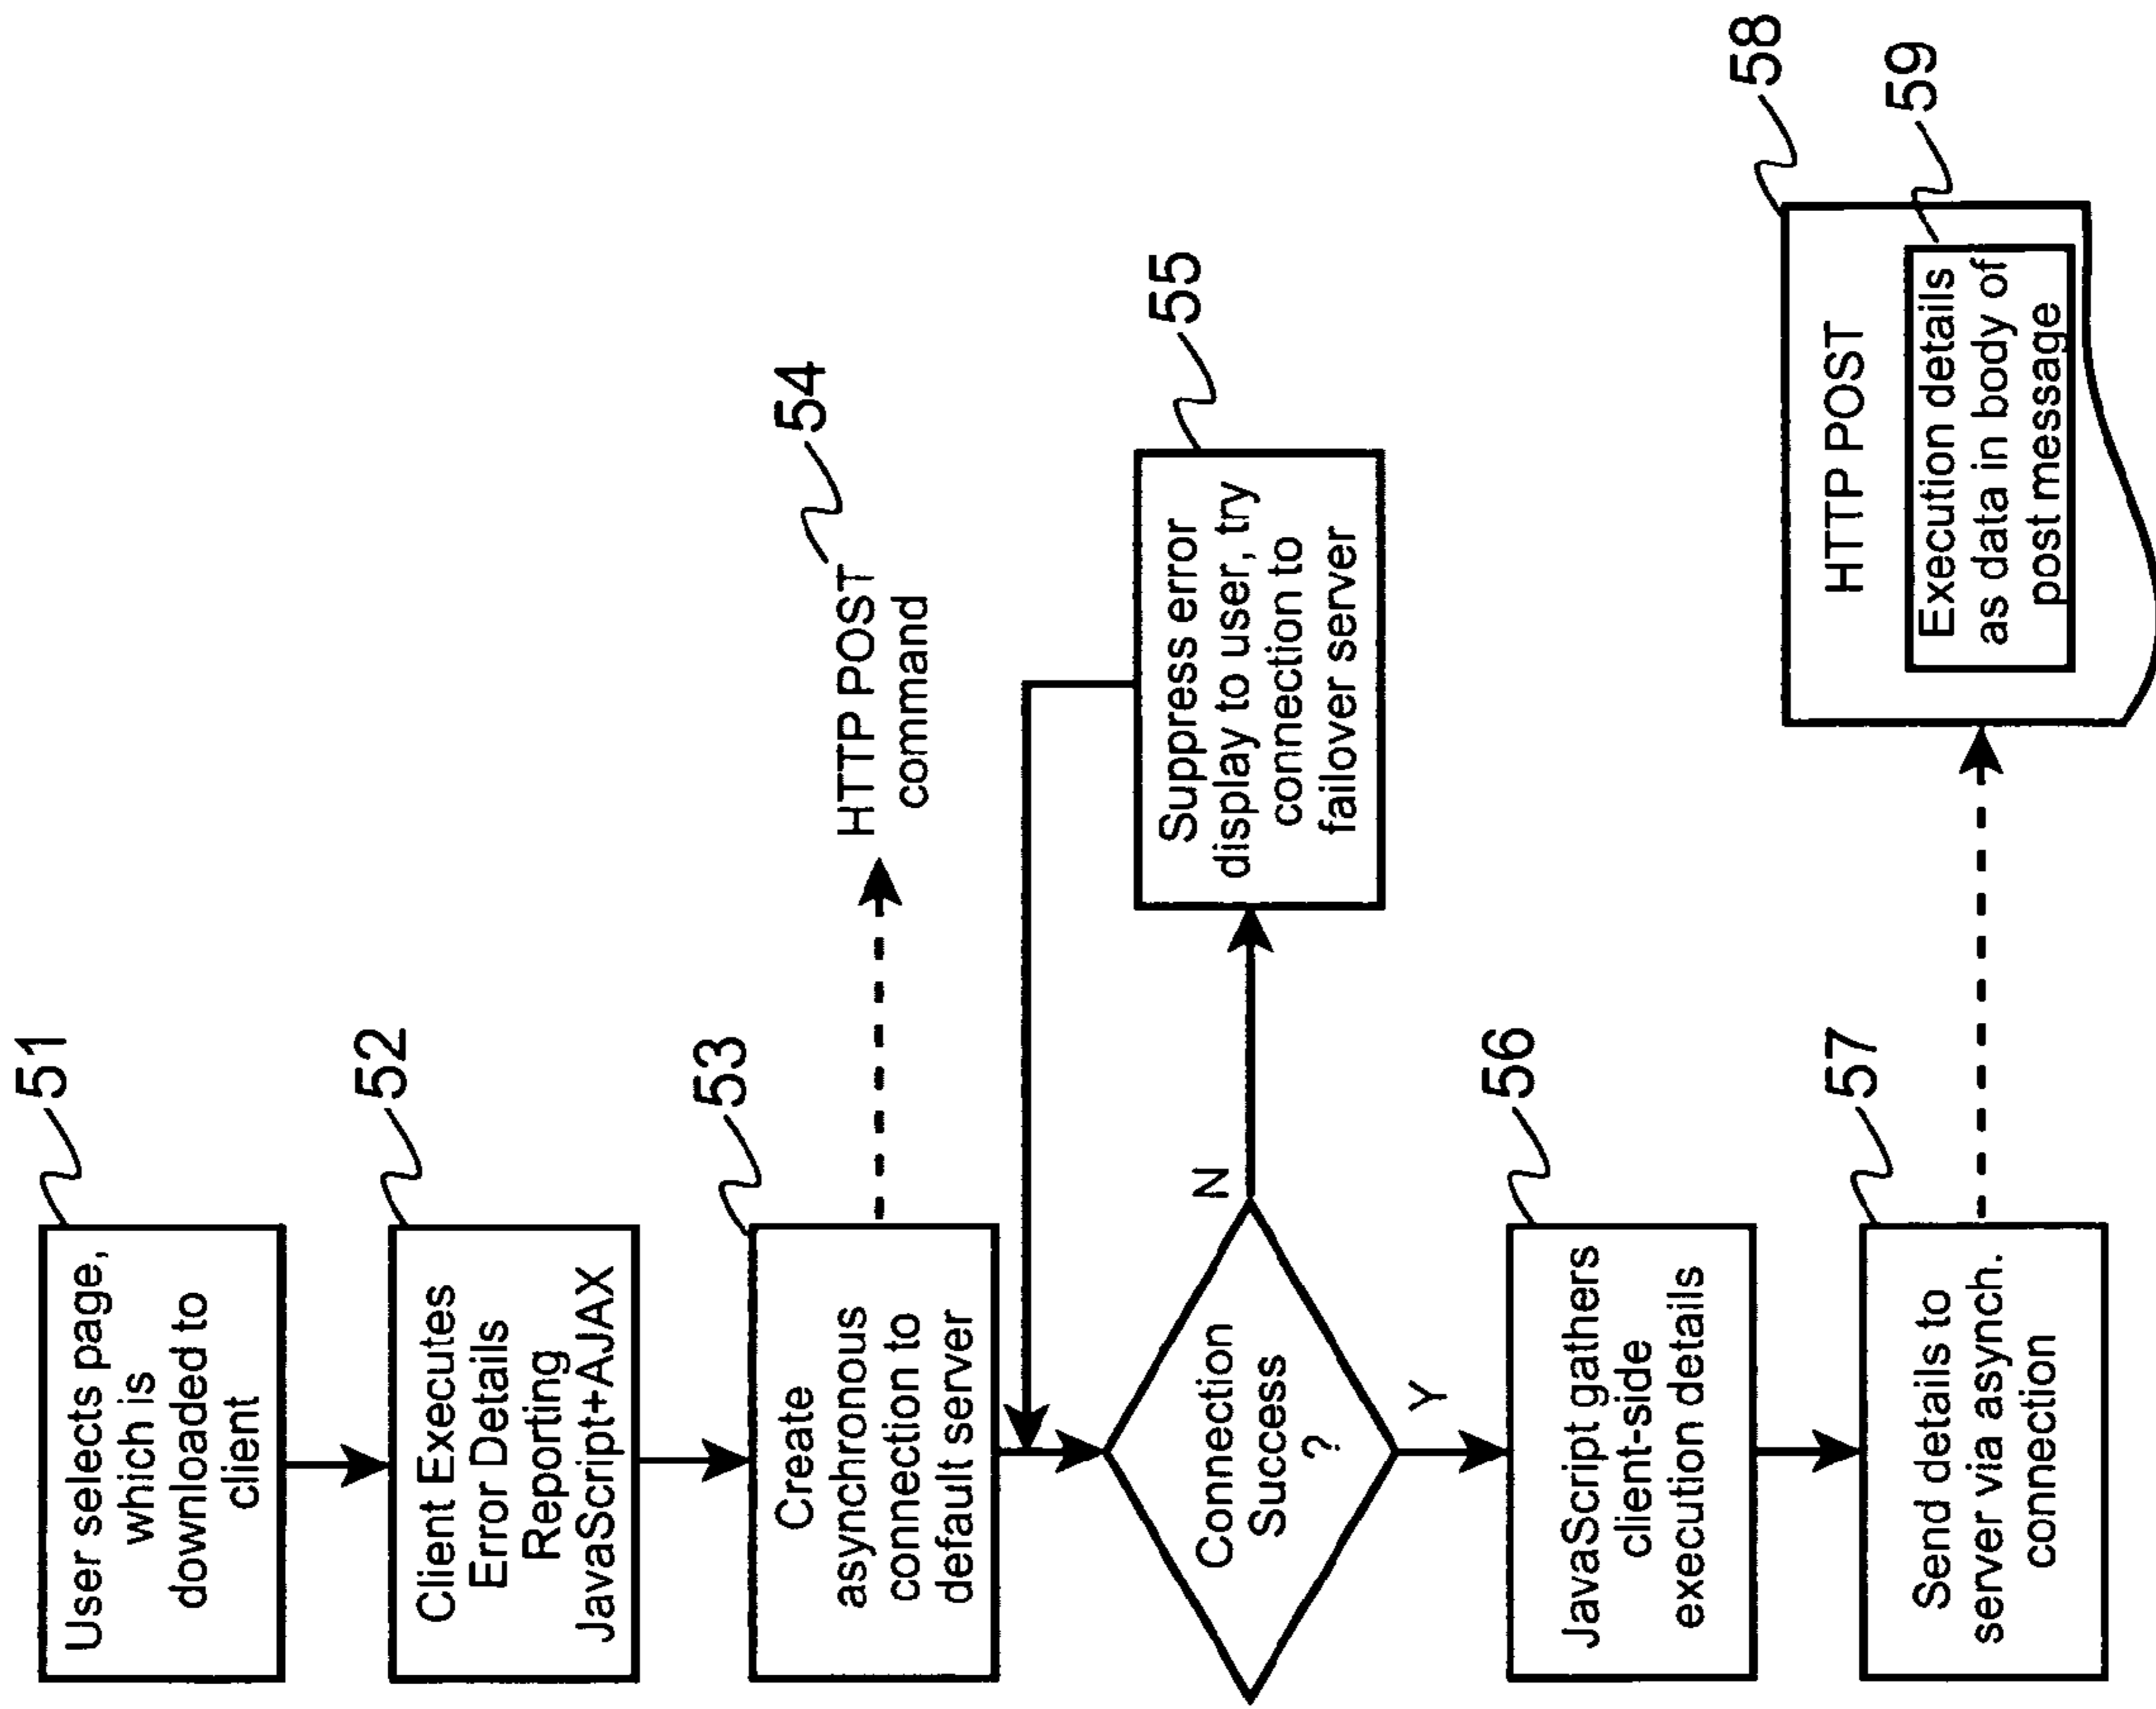 51
User selects page,
which is
downloaded to
client
52
Client Executes
Error Details
Reporting
JavaScript+AJAX
53
Create
asynchronous
connection to
default server
54
HTTP POST
command
Connection
Success
?
N
Y
55
Suppress error
display to user, try
connection to
failover server
56
JavaScript gathers
client-side
execution details
57
Send details to
server via asynch.
connection
58
HTTP POST
59
Execution details
as data in body of
post message